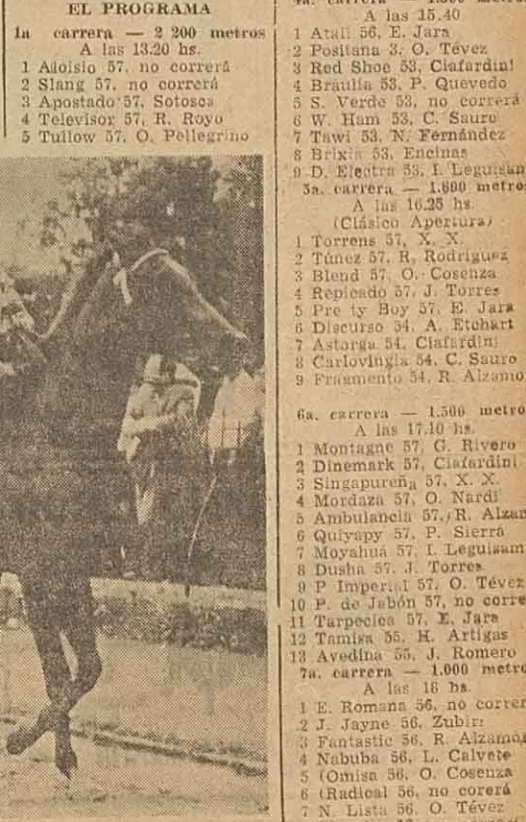 EL PROGRAMA
1a carrera — 2 200 metros
A las 13.20 hs.
1 Aloisio 57, no correrá
2 Slang 57, no correrá
3 Apostado 57, Sotosca
4 Televisor 57, R. Royo
5 Tullow 57, O. Pellegrino
4a. carrera —
A las 15.40
1 Atali 56, E. Jara
2 Positana 3, O. Tévez
3 Red Shoe 53, Ciafardini
4 Braulia 53, P. Quevedo
5 S. Verde 53, no correrá
6 W. Ham 53, C. Sauro
7 Tawi 53, N. Fernández
8 Brixia 53, Encinas
9 D. Electra 53, I. Leguisam
5a. carrera — 1.600 metros
A las 16.25 hs.
(Clásico Apertura)
1 Torrens 57, X. X.
2 Túnez 57, R. Rodríguez
3 Blend 57, O. Cosenza
4 Repicado 57, J. Torres
5 Pre ty Boy 57, E. Jara
6 Discurso 54, A. Etchart
7 Astorga 54, Ciafardini
8 Carlovingia 54, C. Sauro
9 Fragmento 54, R. Alzamo
6a. carrera — 1.500 metro
A las 17.10 hs.
1 Montagne 57, G. Rivero
2 Dinemark 57, Ciafardini
3 Singapureña 57, X. X.
4 Mordaza 57, O. Nardi
5 Ambulancia 57, R. Alzam
6 Quiyapy 57, P. Sierra
7 Moyahua 57, I. Leguisam
8 Dusha 57, J. Torres
9 P Imperial 57, O. Tévez
10 P. de Jabón 57, no corre
11 Tarpecica 57, E. Jara
12 Tamisa 55, H. Artigas
13 Avedina 55, J. Romero
7a. carrera — 1.000 metro
A las 18 hs.
1 E. Romana 56, no correr
2 J. Jayne 56, Zubiri
3 Fantastic 56, R. Alzamo
4 Nabuba 56, L. Calvete
5 (Omisa 56, O. Cosenza
6 (Radical 56, no corerá
7 N. Lista 56, O. Tévez